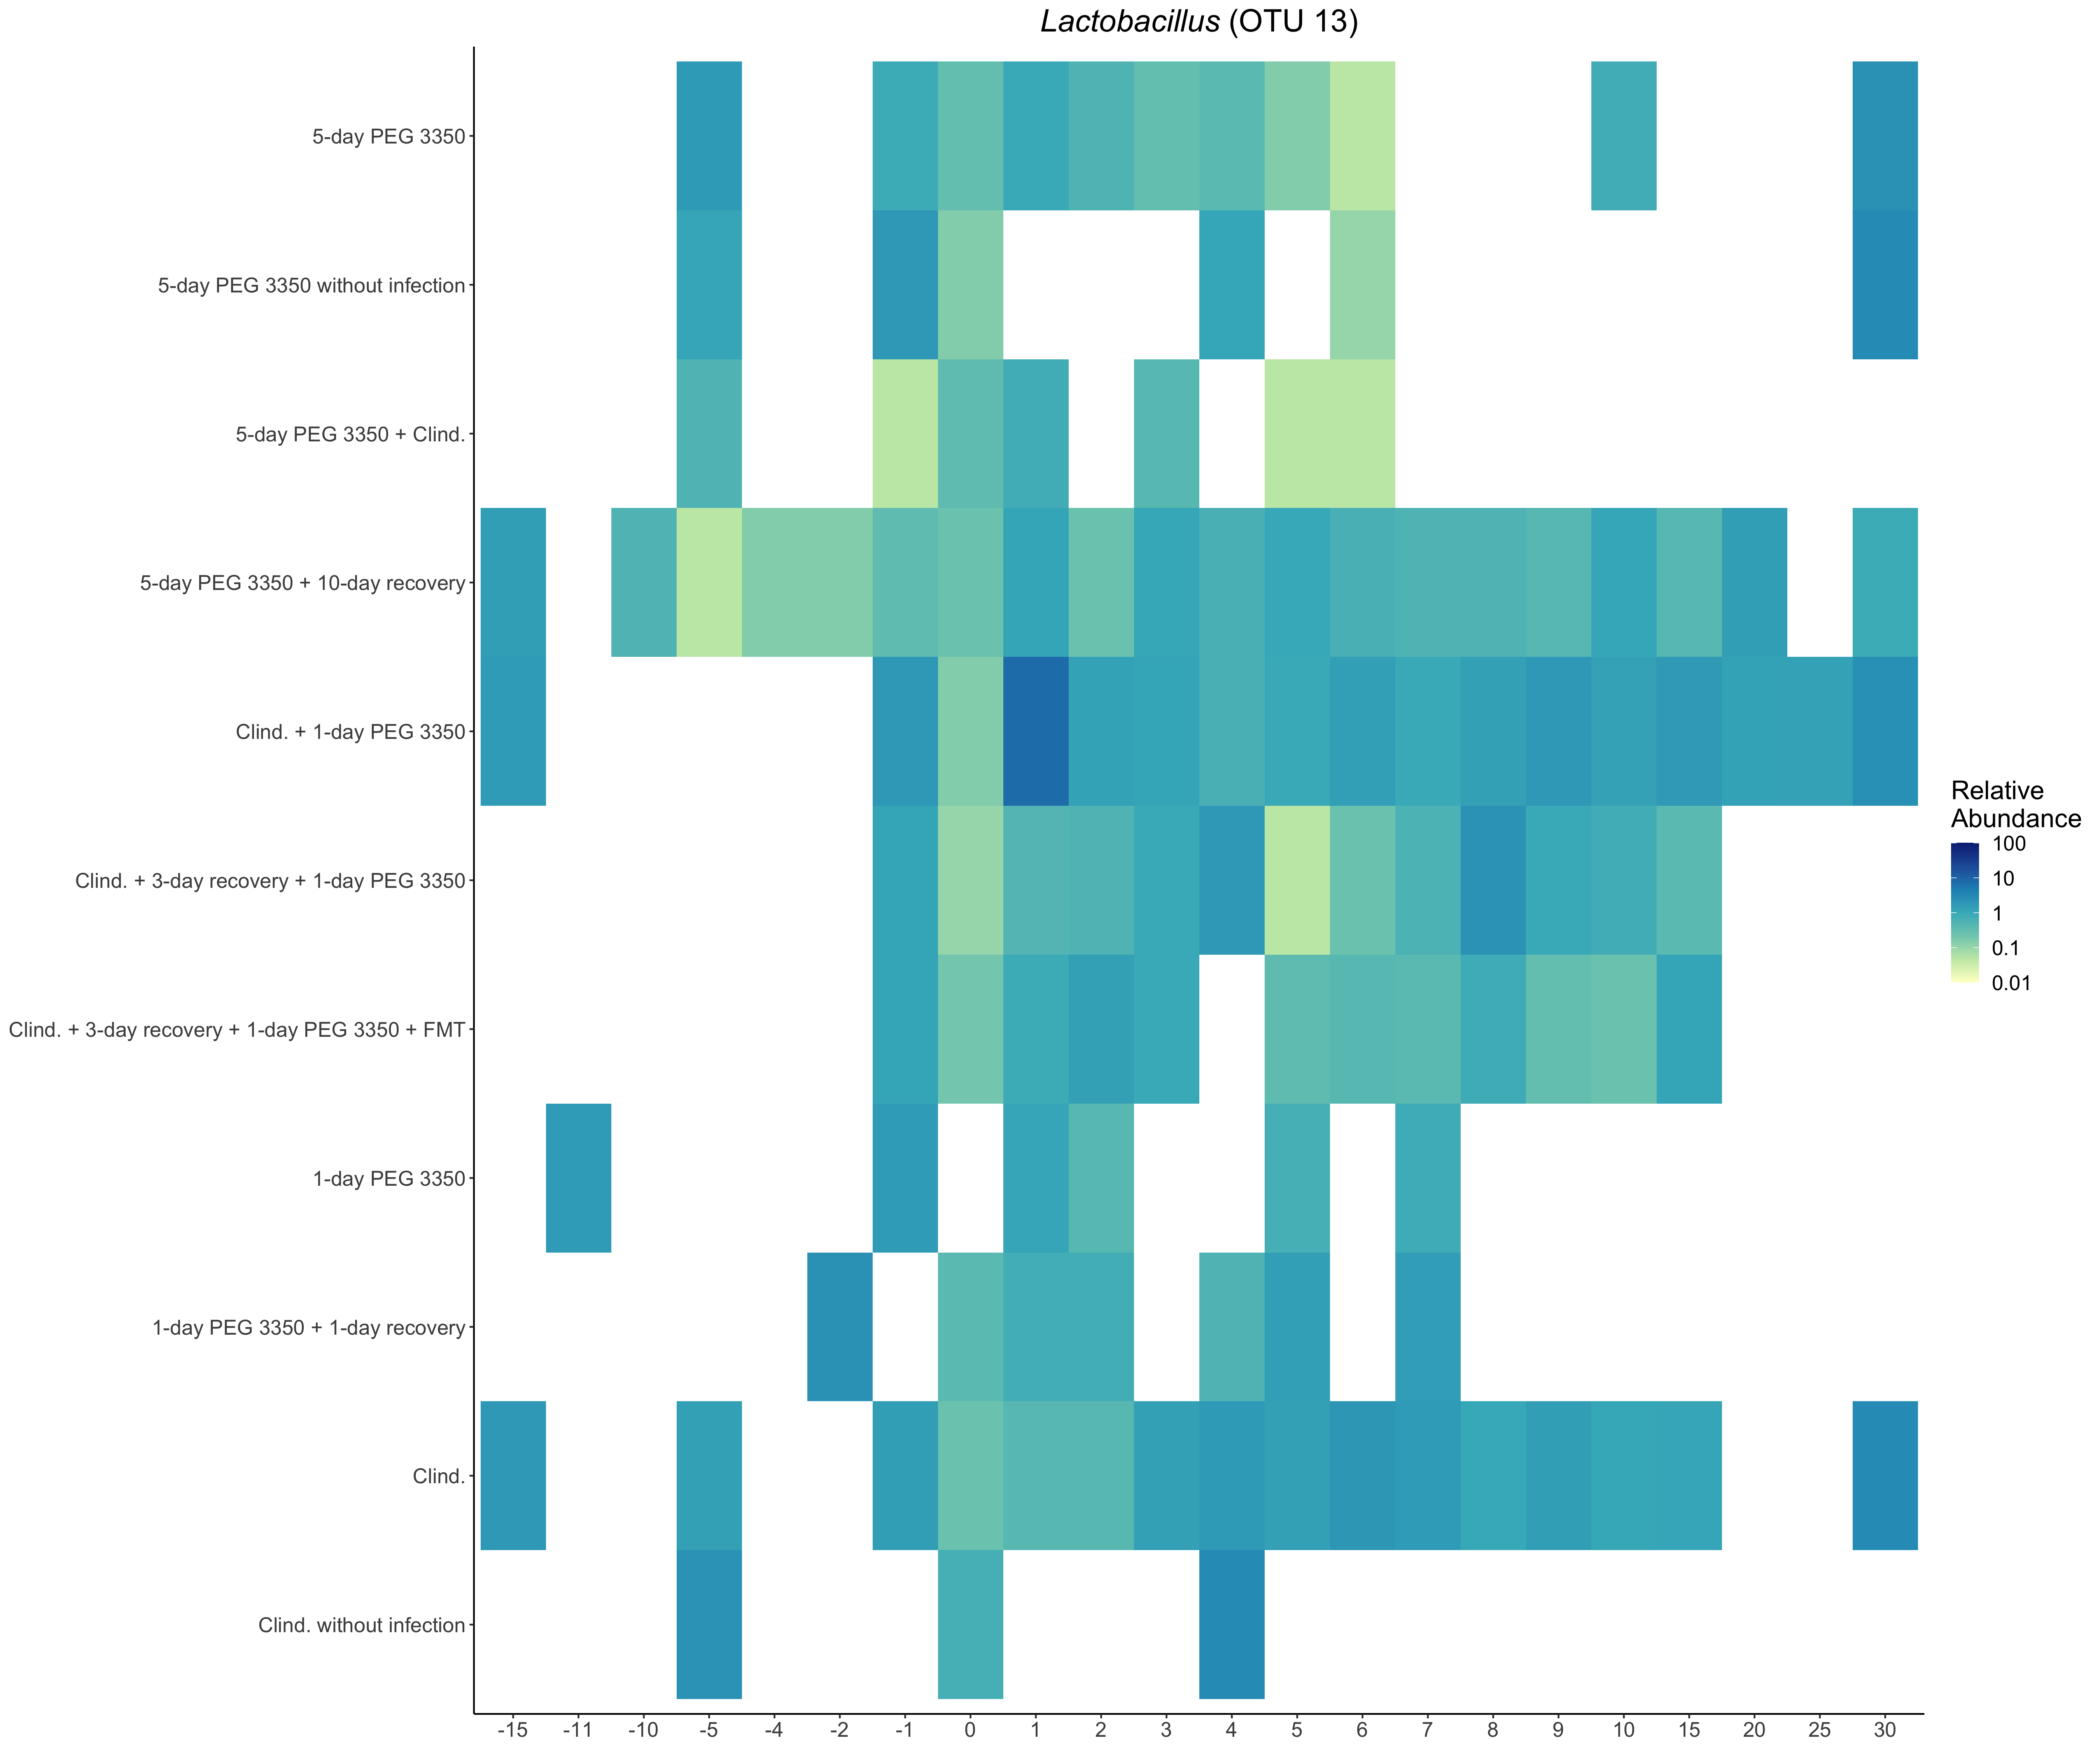 Lactobacillus (OTU 13)
5-day PEG 3350
5-day PEG 3350 without infection
5-day PEG 3350 + Clind.
5-day PEG 3350 + 10-day recovery
Clind. + 1-day PEG 3350
Clind. + 3-day recovery + 1-day PEG 3350
Clind. + 3-day recovery + 1-day PEG 3350 + FMT
1-day PEG 3350
1-day PEG 3350 + 1-day recovery
Clind.
Clind. without infection
-15 -11 -10 -5 -4 -2 -1 0 1 2 3 4 5 6 7 8 9 10 15 20 25 30
Relative
Abundance
100
10
1
0.1
0.01